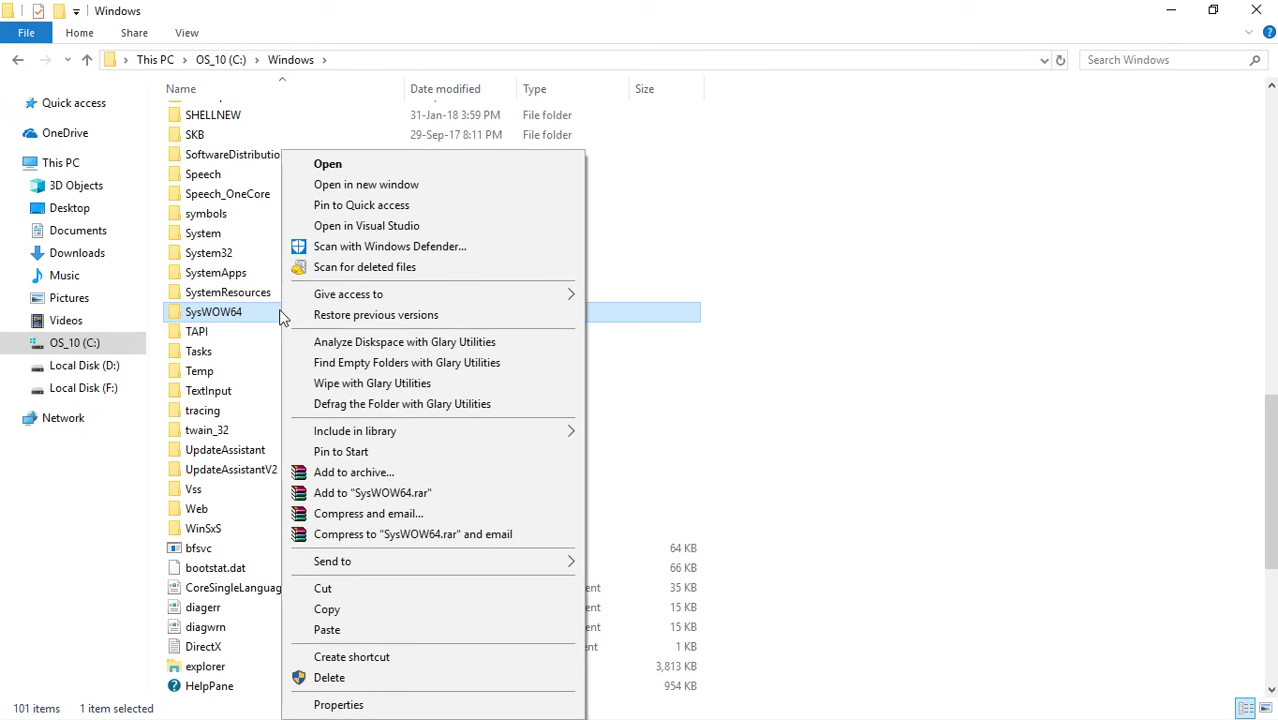 Windows
File Home Share View
This PC > OS_10 (C:) > Windows >
Search Windows
Name Date modified Type Size
Quick access
OneDrive
This PC
3D Objects
Desktop
Documents
Downloads
Music
Pictures
Videos
OS_10 (C:)
Local Disk (D:)
Local Disk (F:)
Network
SHELLNEW 31-Jan-18 3:59 PM File folder
SKB 29-Sep-17 8:11 PM File folder
SoftwareDistributio
Speech
Speech_OneCore
symbols
System
System32
SystemApps
SystemResources
SysWOW64
TAPI
Tasks
Temp
TextInput
tracing
twain_32
UpdateAssistant
UpdateAssistantV2
Vss
Web
WinSxS
bfsvc 64 KB
bootstat.dat 66 KB
CoreSingleLanguag ent 35 KB
diagerr ent 15 KB
diagwrn ent 15 KB
DirectX ent 1 KB
explorer 3,813 KB
HelpPane 954 KB
Open
Open in new window
Pin to Quick access
Open in Visual Studio
Scan with Windows Defender...
Scan for deleted files
Give access to
Restore previous versions
Analyze Diskspace with Glary Utilities
Find Empty Folders with Glary Utilities
Wipe with Glary Utilities
Defrag the Folder with Glary Utilities
Include in library
Pin to Start
Add to archive...
Add to "SysWOW64.rar"
Compress and email...
Compress to "SysWOW64.rar" and email
Send to
Cut
Copy
Paste
Create shortcut
Delete
Properties
101 items 1 item selected